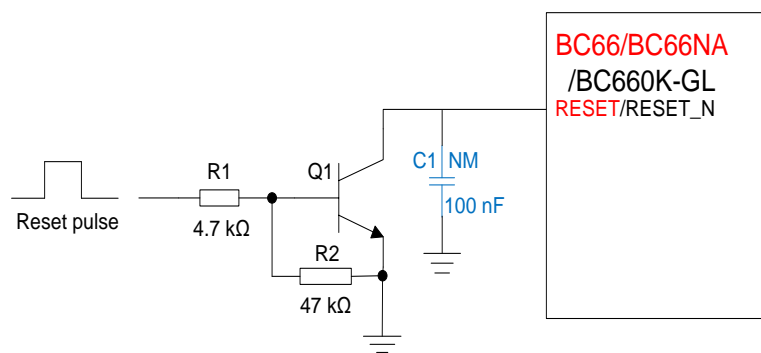 BC66/BC66NA
/BC660K-GL
RESET/RESET_N
R1
Q1
C1 NM
100 nF
Reset pulse
4.7 kΩ
R2
47 kΩ